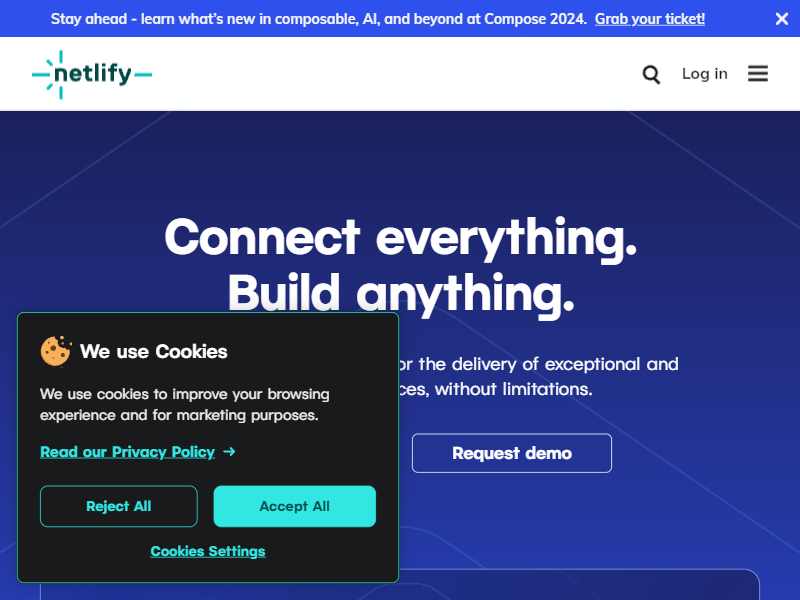 Stay ahead - learn what's new in composable, AI, and beyond at Compose 2024. Grab your ticket!
netlify
Log in
Connect everything.
Build anything.
or the delivery of exceptional and
ces, without limitations.
Request demo
We use Cookies
We use cookies to improve your browsing
experience and for marketing purposes.
Read our Privacy Policy →
Reject All
Accept All
Cookies Settings